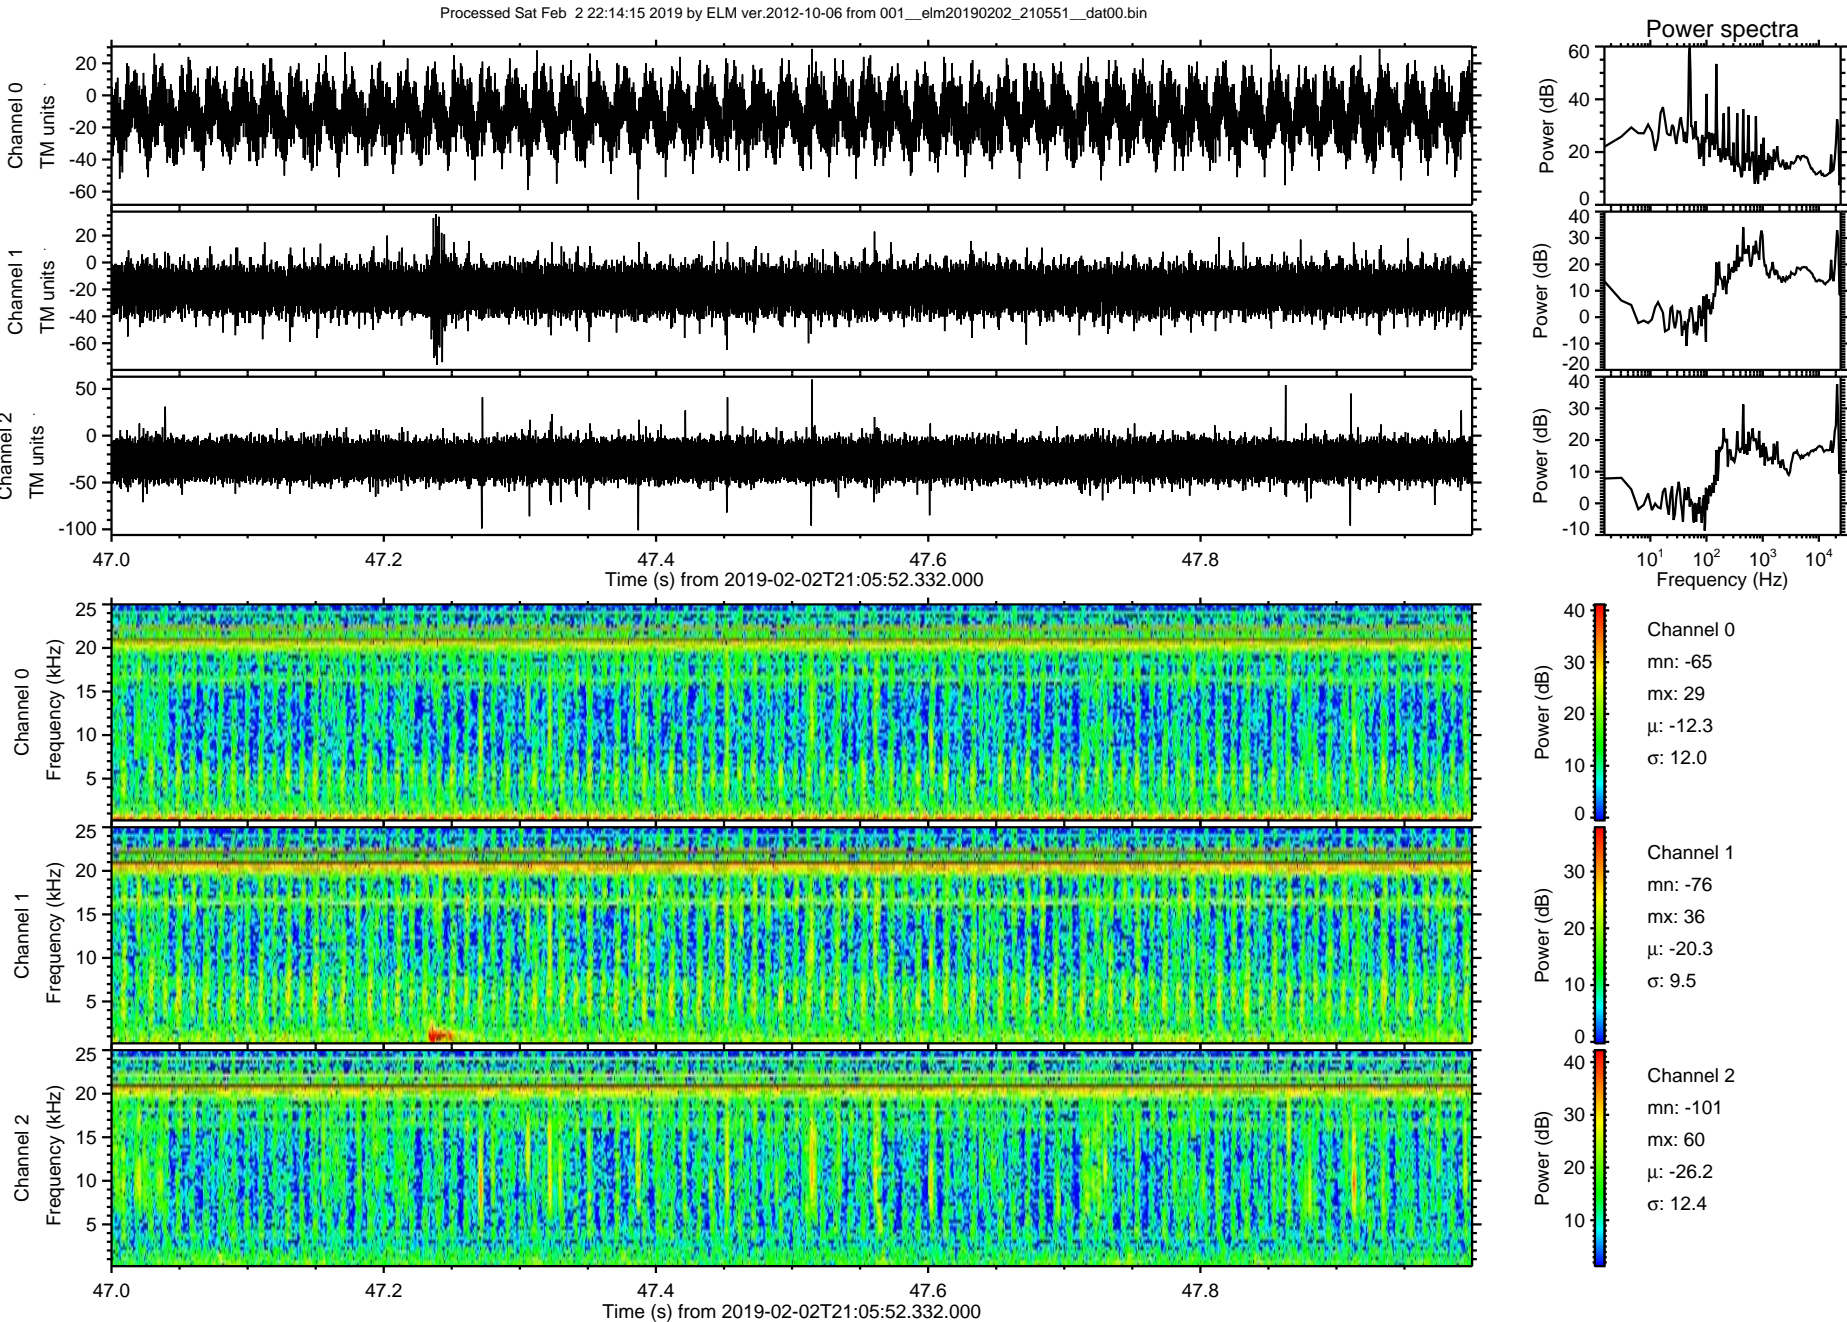 Processed Sat Feb  2 22:14:15 2019 by ELM ver.2012-10-06 from 001__elm20190202_210551__dat00.bin
Power spectra
Channel 0
TM units
20
0
-20
-40
-60
Power (dB)
60
40
20
0
Channel 1
TM units
20
0
-20
-40
-60
Power (dB)
40
30
20
10
0
-10
-20
Channel 2
TM units
50
0
-50
-100
Power (dB)
40
30
20
10
0
-10
47.0 47.2 47.4 47.6 47.8
Time (s) from 2019-02-02T21:05:52.332.000
10¹ 10² 10³ 10⁴
Frequency (Hz)
Channel 0
Frequency (kHz)
25
20
15
10
5
Power (dB)
40
30
20
10
0
Channel 0
mn: -65
mx: 29
μ: -12.3
σ: 12.0
Channel 1
Frequency (kHz)
25
20
15
10
5
Power (dB)
30
20
10
0
Channel 1
mn: -76
mx: 36
μ: -20.3
σ: 9.5
Channel 2
Frequency (kHz)
25
20
15
10
5
Power (dB)
40
30
20
10
Channel 2
mn: -101
mx: 60
μ: -26.2
σ: 12.4
47.0 47.2 47.4 47.6 47.8
Time (s) from 2019-02-02T21:05:52.332.000